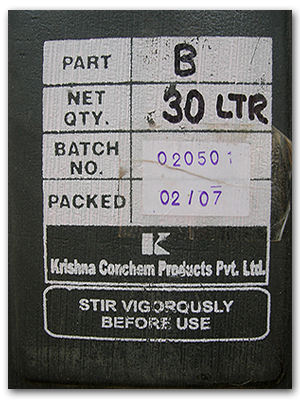 PART B
NET QTY. 30 LTR
BATCH NO. 020501
PACKED 02/07
K
Krishna Conchem Products Pvt. Ltd.
STIR VIGOROUSLY
BEFORE USE